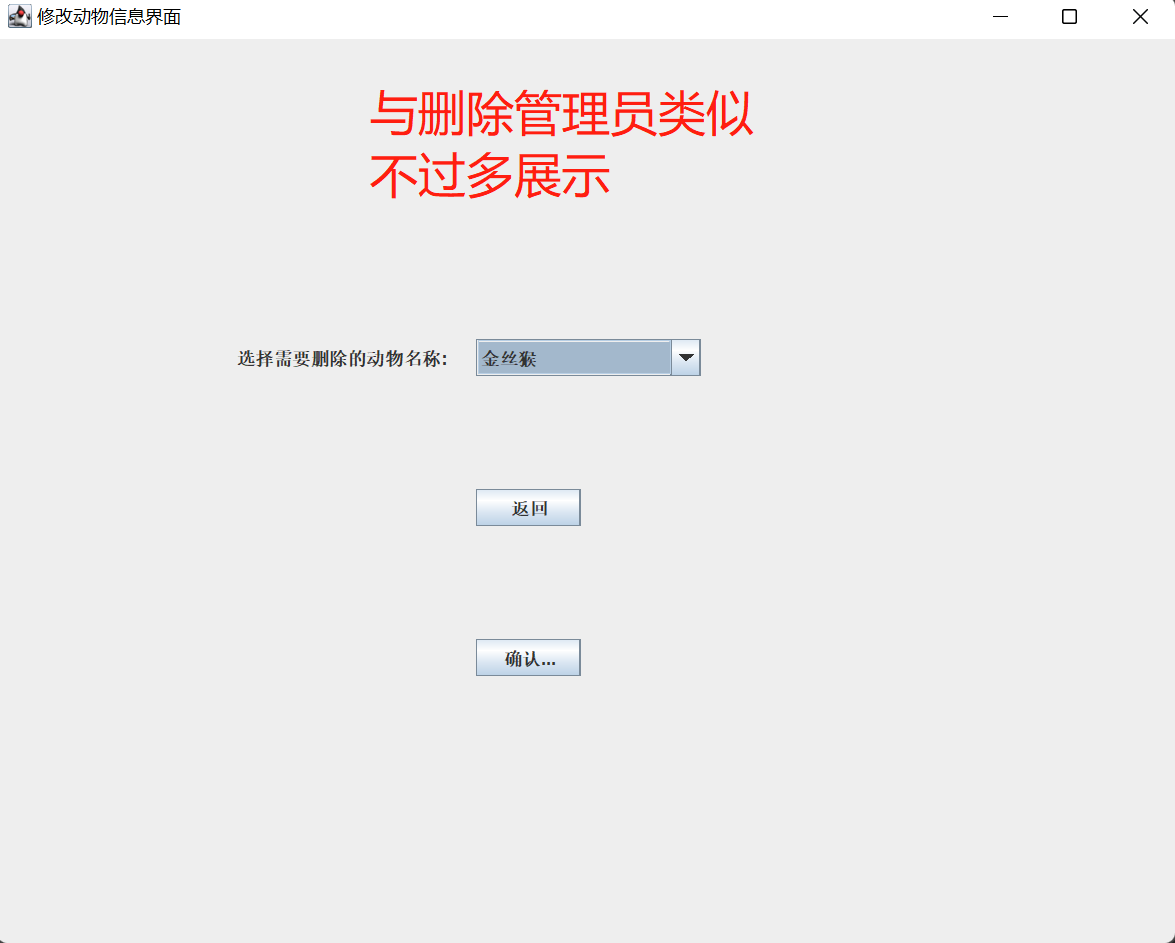 修改动物信息界面
与删除管理员类似
不过多展示
选择需要删除的动物名称:
金丝猴
返回
确认...